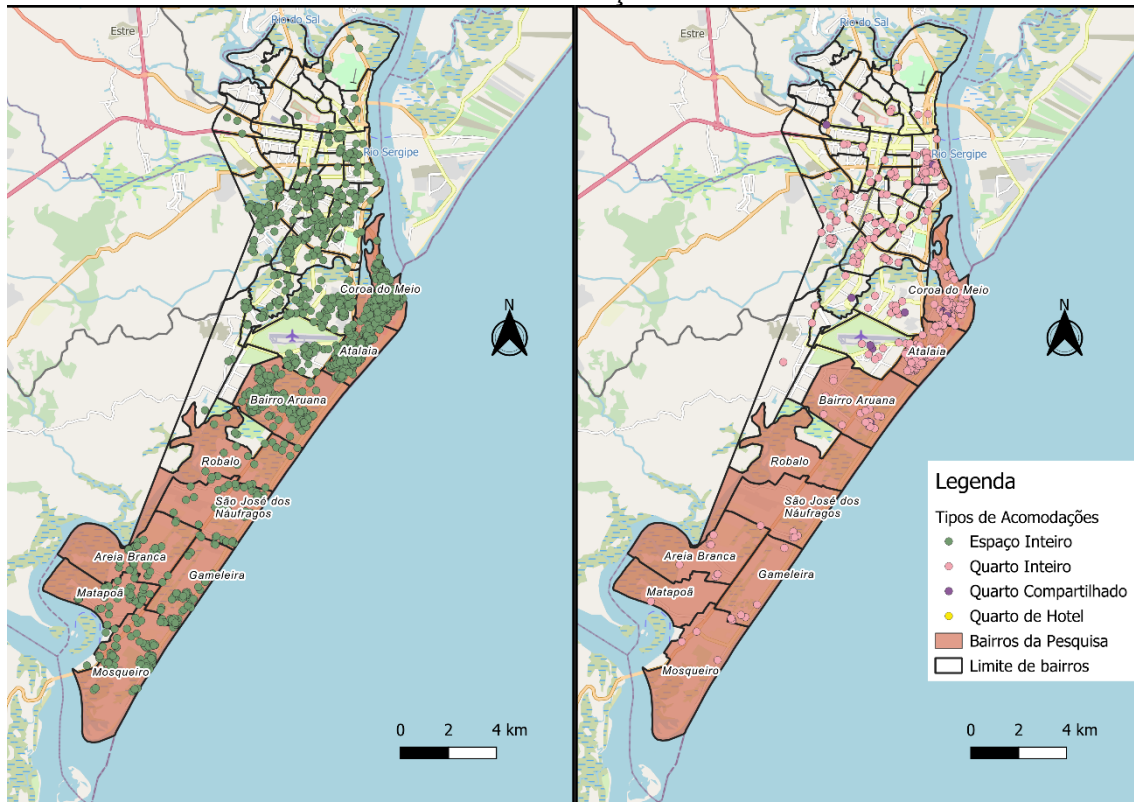 Rio do Sal
Estre
Rio Sergipe
Coroa do Meio
N
Atalaia
Bairro Aruana
Robalo
São José dos
Náufragos
Areia Branca
Gameleira
Matapoã
Mosqueiro
0 2 4 km
Rio do Sal
Estre
Rio Sergipe
Coroa do Meio
N
Atalaia
Bairro Aruana
Robalo
São José dos
Náufragos
Areia Branca
Gameleira
Matapoã
Mosqueiro
Legenda
Tipos de Acomodações
Espaço Inteiro
Quarto Inteiro
Quarto Compartilhado
Quarto de Hotel
Bairros da Pesquisa
Limite de bairros
0 2 4 km